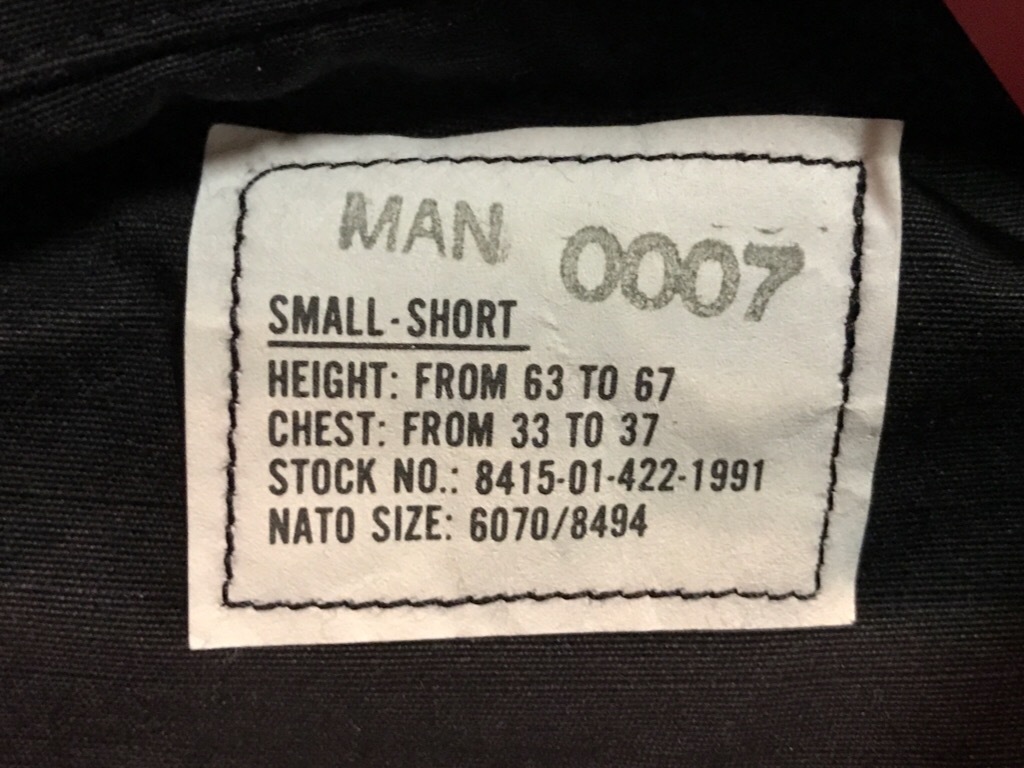 MAN 0007
SMALL-SHORT
HEIGHT: FROM 63 TO 67
CHEST: FROM 33 TO 37
STOCK NO.: 8415-01-422-1991
NATO SIZE: 6070/8494